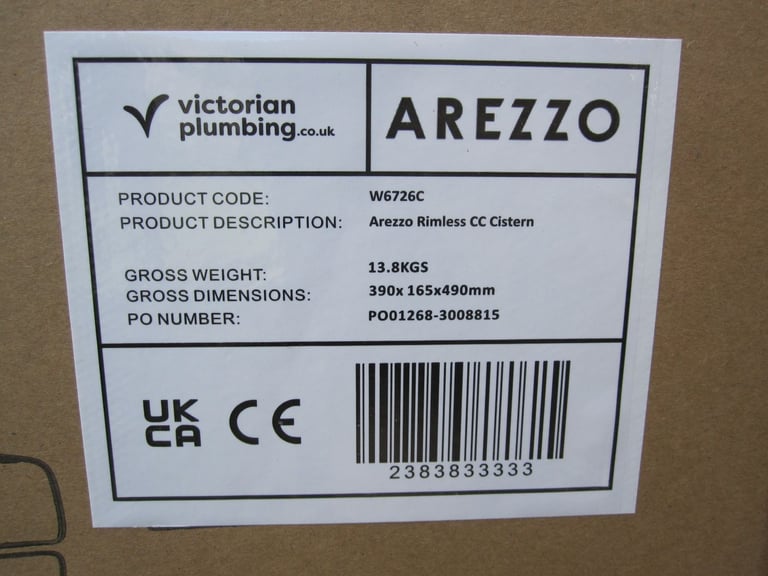 victorian
plumbing.co.uk
AREZZO
PRODUCT CODE: W6726C
PRODUCT DESCRIPTION: Arezzo Rimless CC Cistern
GROSS WEIGHT: 13.8KGS
GROSS DIMENSIONS: 390x 165x490mm
PO NUMBER: PO01268-3008815
UK
CA CE
2383833333